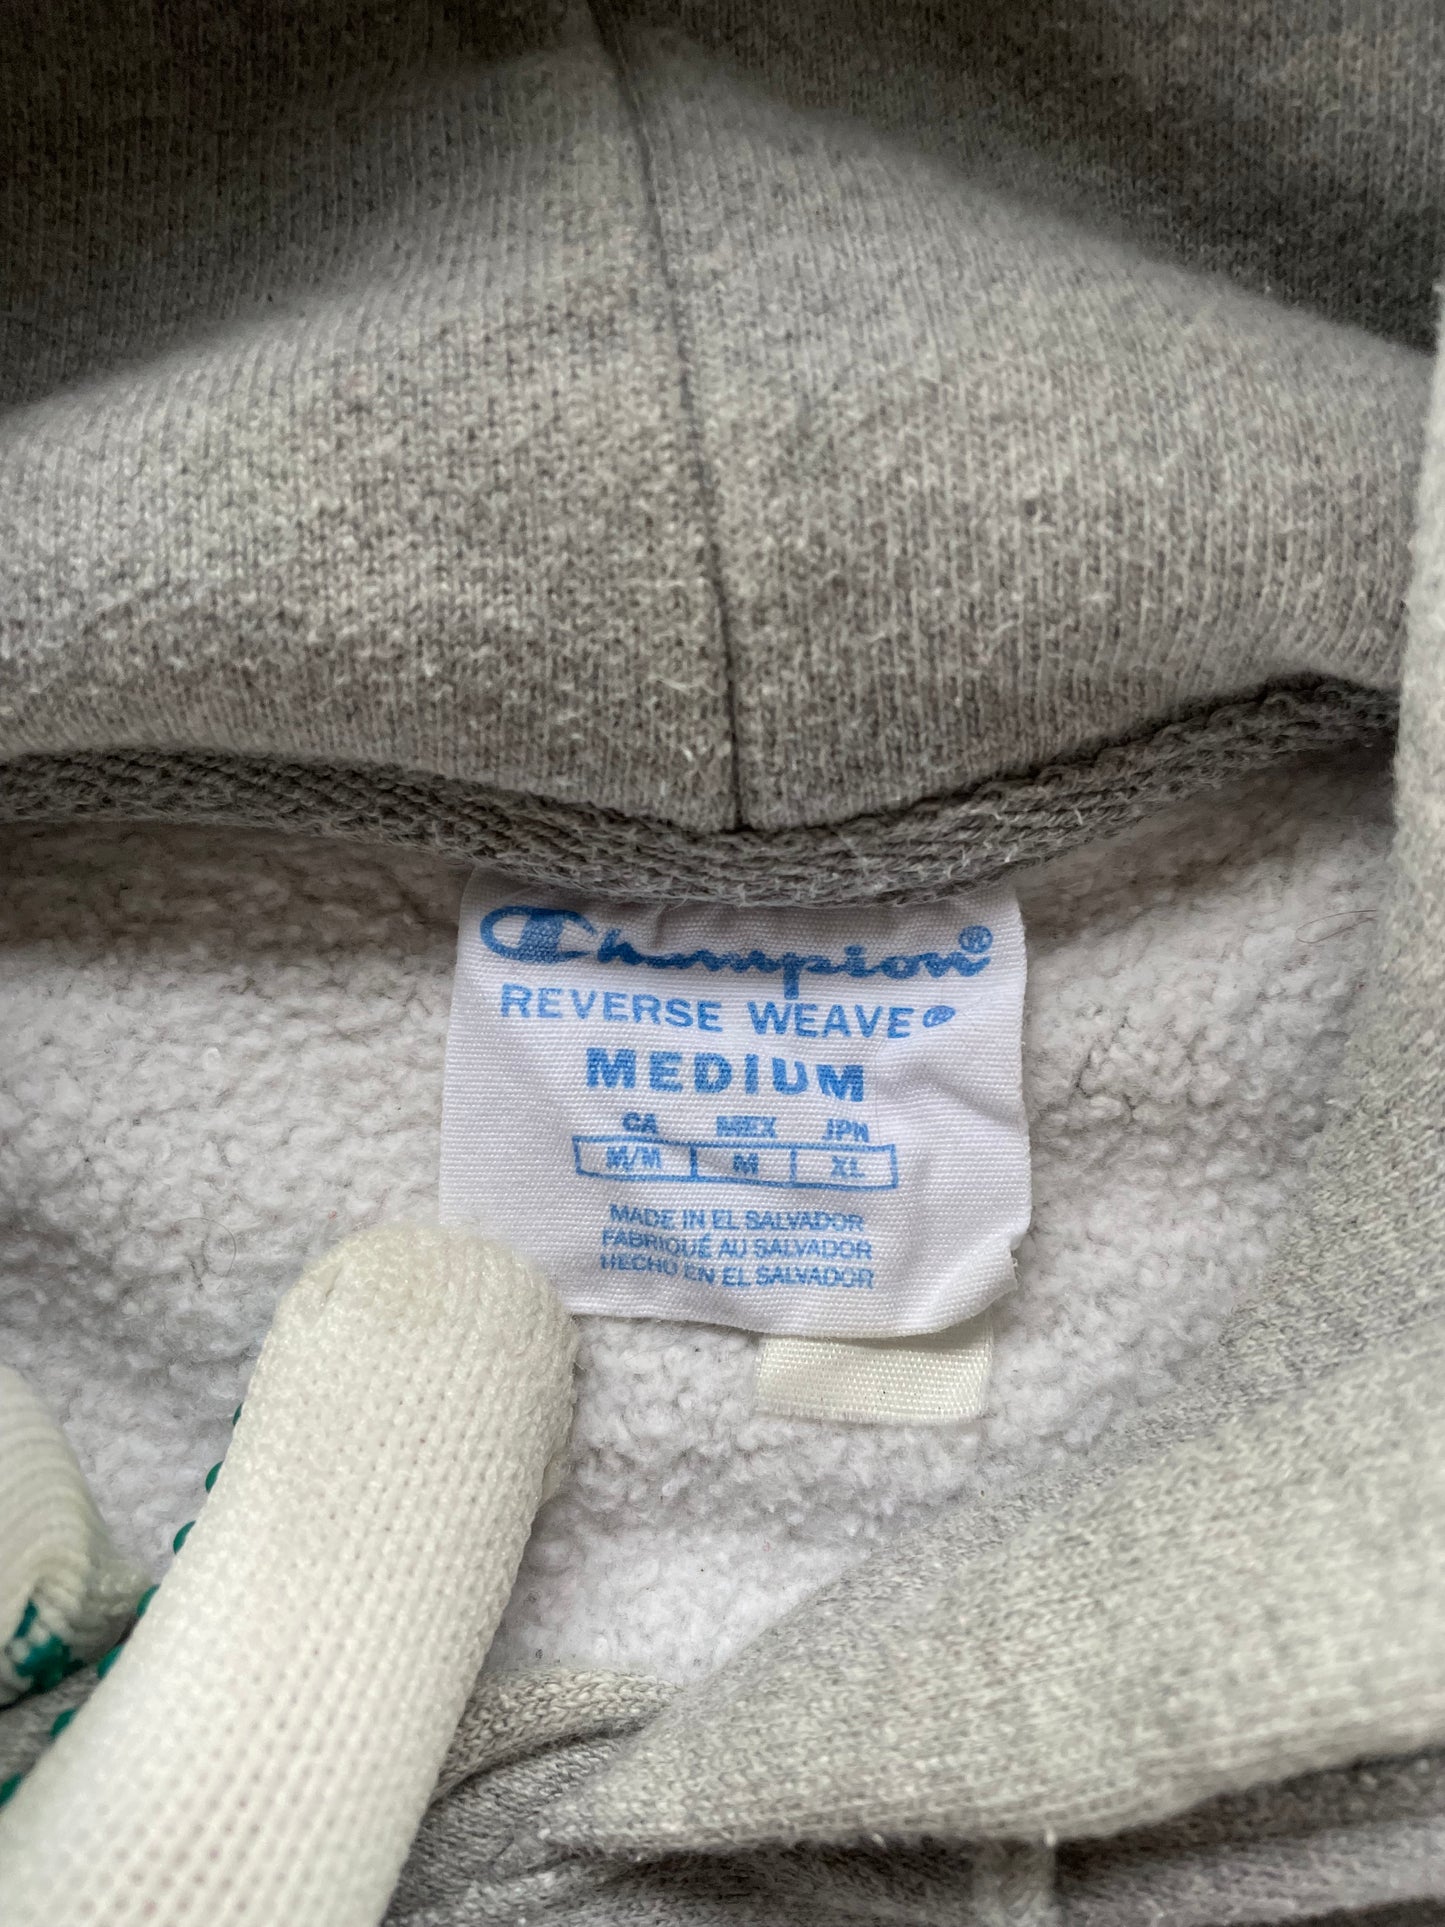 Champion®
REVERSE WEAVE®
MEDIUM
CA MEX JPN
M/M M XL
MADE IN EL SALVADOR
FABRIQUÉ AU SALVADOR
HECHO EN EL SALVADOR